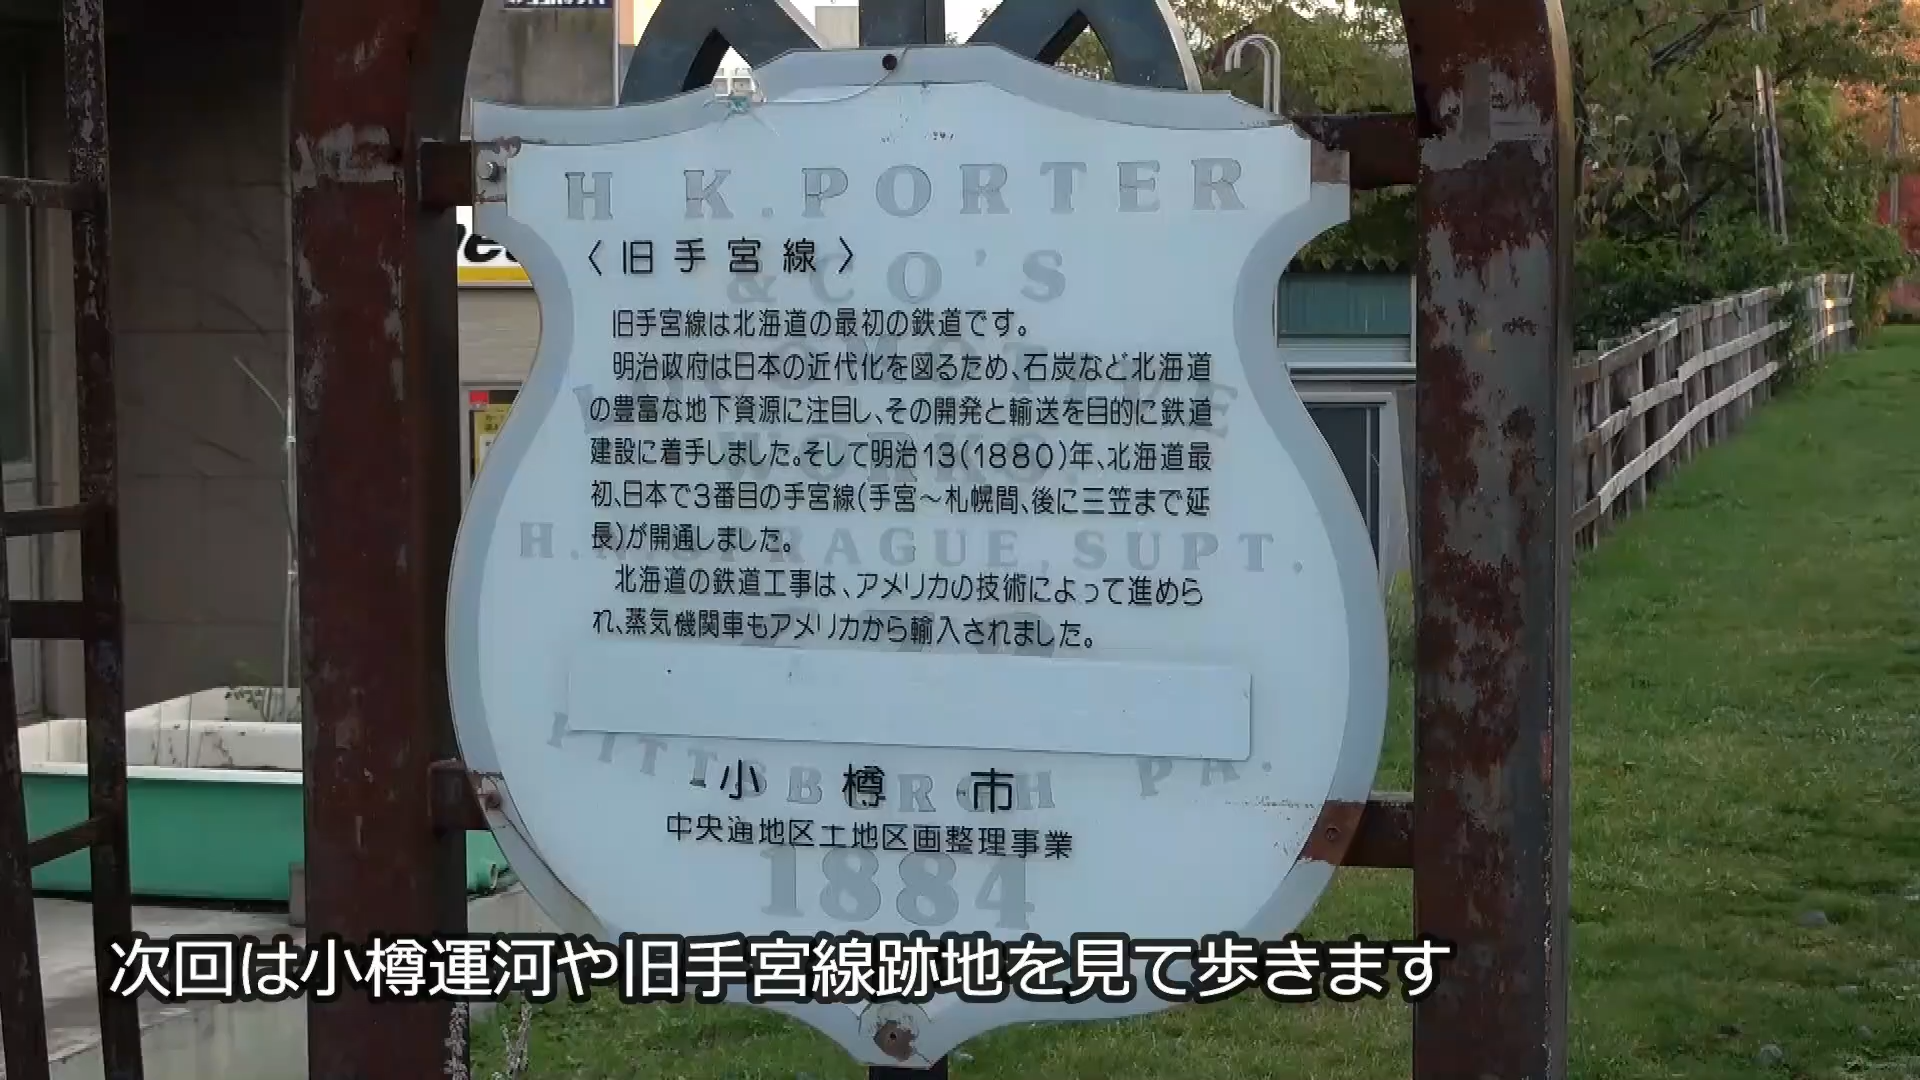 H K.PORTER
〈旧手宮線〉
&CO'S
旧手宮線は北海道の最初の鉄道です。
明治政府は日本の近代化を図るため、石炭など北海道
の豊富な地下資源に注目し、その開発と輸送を目的に鉄道
建設に着手しました。そして明治13(1880)年、北海道最
初、日本で3番目の手宮線(手宮～札幌間、後に三笠まで延
長)が開通しました。
RAGUE, SUPT.
北海道の鉄道工事は、アメリカの技術によって進めら
れ、蒸気機関車もアメリカから輸入されました。
PITTSBURGH PA.
小樽市
中央通地区土地区画整理事業
1884
次回は小樽運河や旧手宮線跡地を見て歩きます